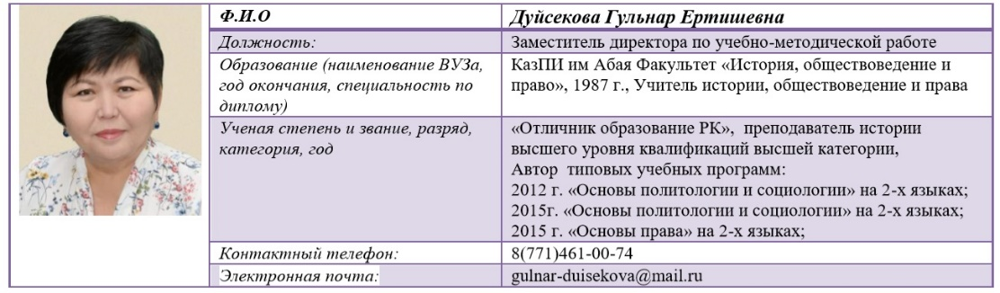 Ф.И.О
Дуйсекова Гульнар Ертишевна
Должность:
Заместитель директора по учебно-методической работе
Образование (наименование ВУЗа,
год окончания, специальность по
диплому)
КазПИ им Абая Факультет «История, обществоведение и
право», 1987 г., Учитель истории, обществоведение и права
Ученая степень и звание, разряд,
категория, год
«Отличник образование РК», преподаватель истории
высшего уровня квалификаций высшей категории,
Автор типовых учебных программ:
2012 г. «Основы политологии и социологии» на 2-х языках;
2015г. «Основы политологии и социологии» на 2-х языках;
2015 г. «Основы права» на 2-х языках;
Контактный телефон:
8(771)461-00-74
Электронная почта:
gulnar-duisekova@mail.ru